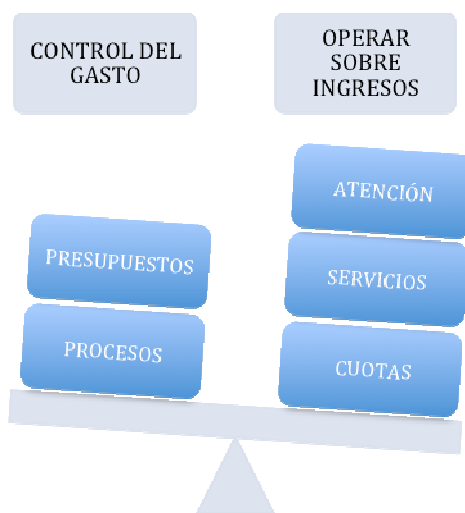 CONTROL DEL
GASTO
OPERAR
SOBRE
INGRESOS
PRESUPUESTOS
PROCESOS
ATENCIÓN
SERVICIOS
CUOTAS